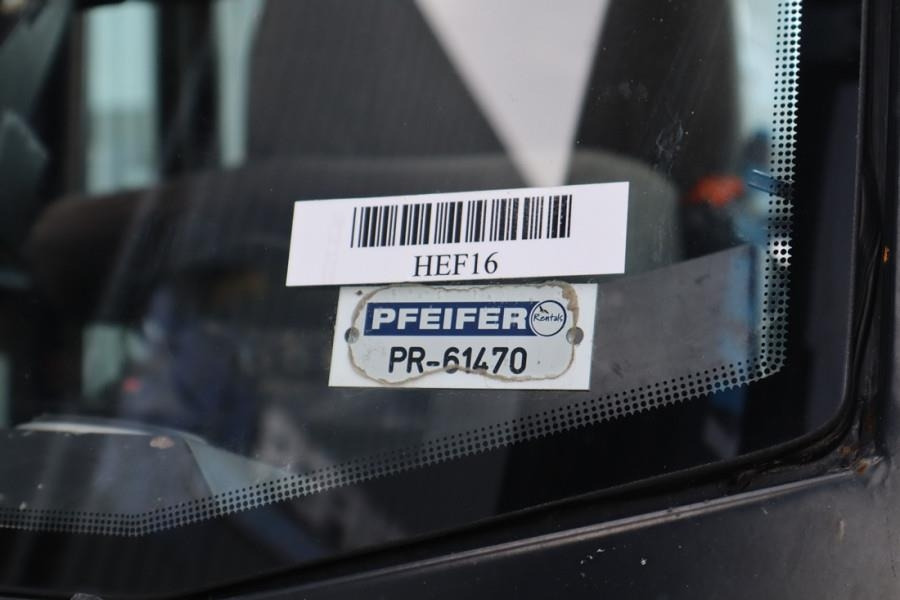 HEF16
PFEIFER Rentals
PR-61470